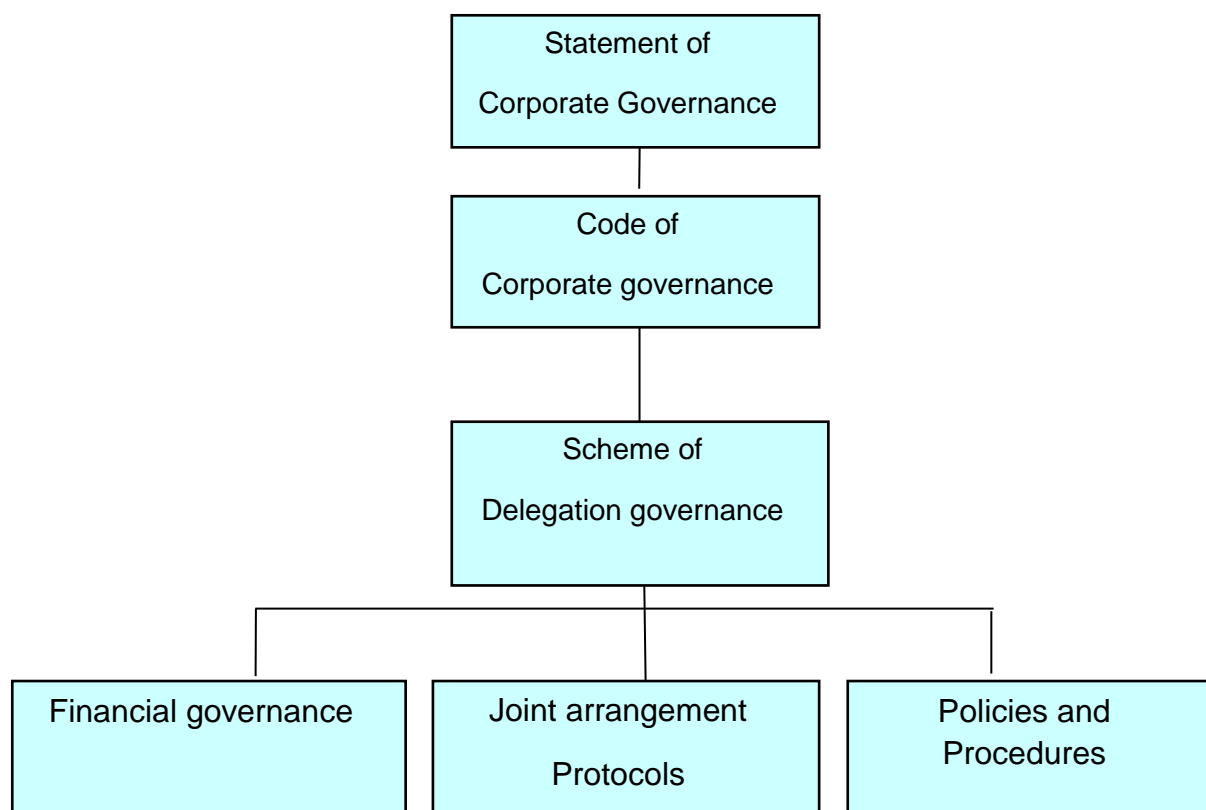 Statement of
Corporate Governance
Code of
Corporate governance
Scheme of
Delegation governance
Financial governance
Joint arrangement
Protocols
Policies and
Procedures